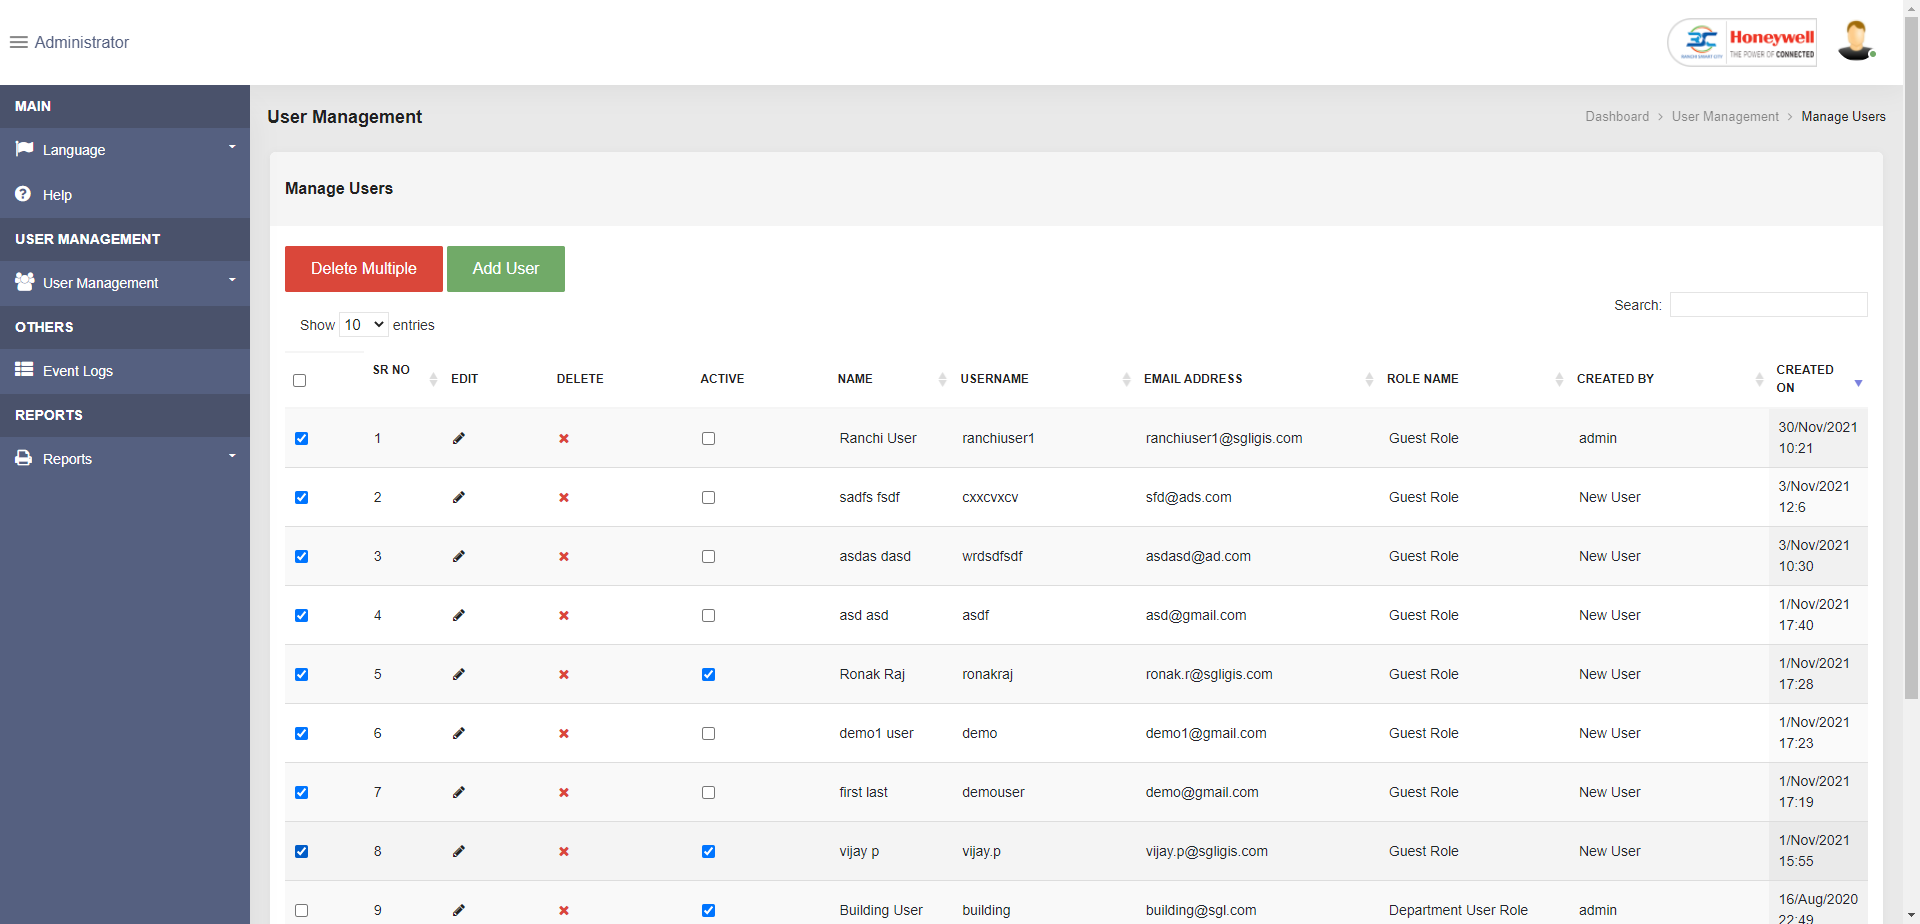 Administrator
Honeywell
THE POWER OF CONNECTED
MAIN
Language
Help
USER MANAGEMENT
User Management
OTHERS
Event Logs
REPORTS
Reports
User Management
Dashboard > User Management > Manage Users
Manage Users
Delete Multiple Add User
Search:
Show 10 entries
SR NO EDIT DELETE ACTIVE NAME USERNAME EMAIL ADDRESS ROLE NAME CREATED BY CREATED ON
1 Ranchi User ranchiuser1 ranchiuser1@sgligis.com Guest Role admin 30/Nov/2021 10:21
2 sadfs fsdf cxxcvxcv sfd@ads.com Guest Role New User 3/Nov/2021 12:6
3 asdas dasd wrdsdfsdf asdasd@ad.com Guest Role New User 3/Nov/2021 10:30
4 asd asd asdf asd@gmail.com Guest Role New User 1/Nov/2021 17:40
5 Ronak Raj ronakraj ronak.r@sgligis.com Guest Role New User 1/Nov/2021 17:28
6 demo1 user demo demo1@gmail.com Guest Role New User 1/Nov/2021 17:23
7 first last demouser demo@gmail.com Guest Role New User 1/Nov/2021 17:19
8 vijay p vijay.p vijay.p@sgligis.com Guest Role New User 1/Nov/2021 15:55
9 Building User building building@sgl.com Department User Role admin 16/Aug/2020 22:49